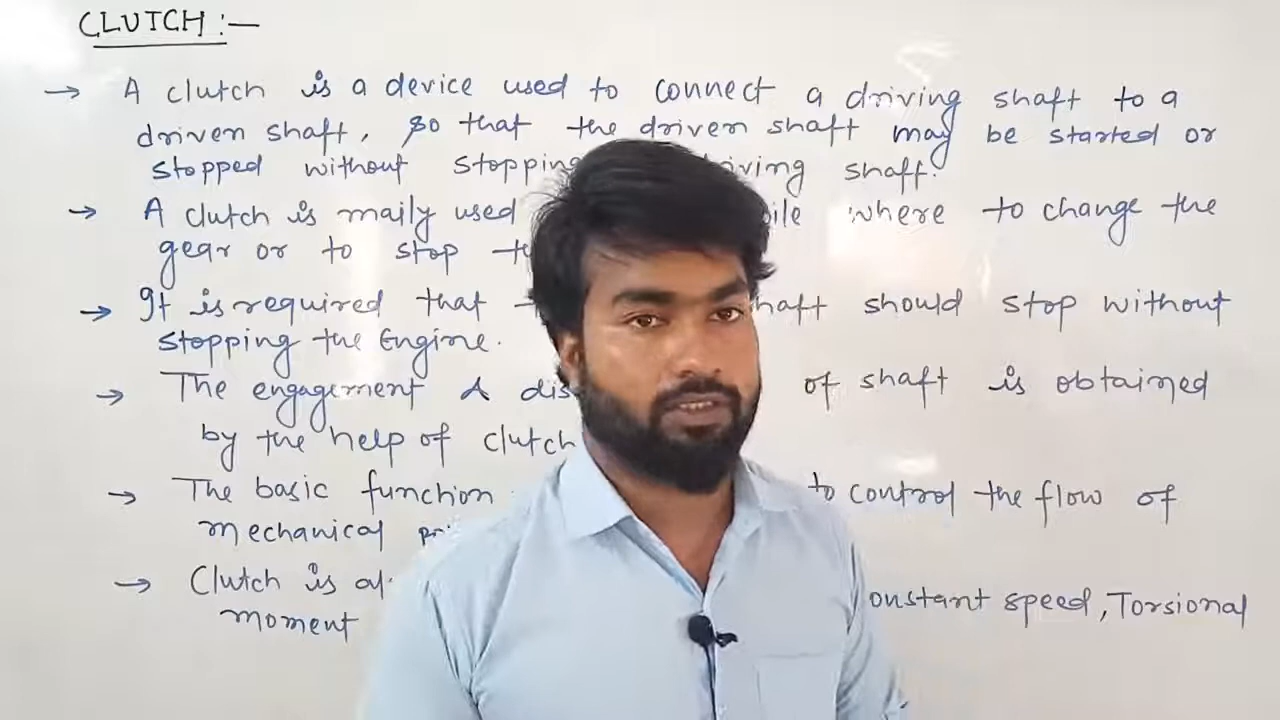 CLUTCH :-
→ A clutch is a device used to connect a driving shaft to a
driven shaft, so that the driven shaft may be started or
stopped without stopping driving shaft.
→ A clutch is maily used where to change the
gear or to stop
→ It is required that shaft should stop without
stopping the Engine.
→ The engagement & of shaft is obtained
by the help of clutch
→ The basic function to control the flow of
mechanical
→ Clutch is constant speed, Torsional
moment